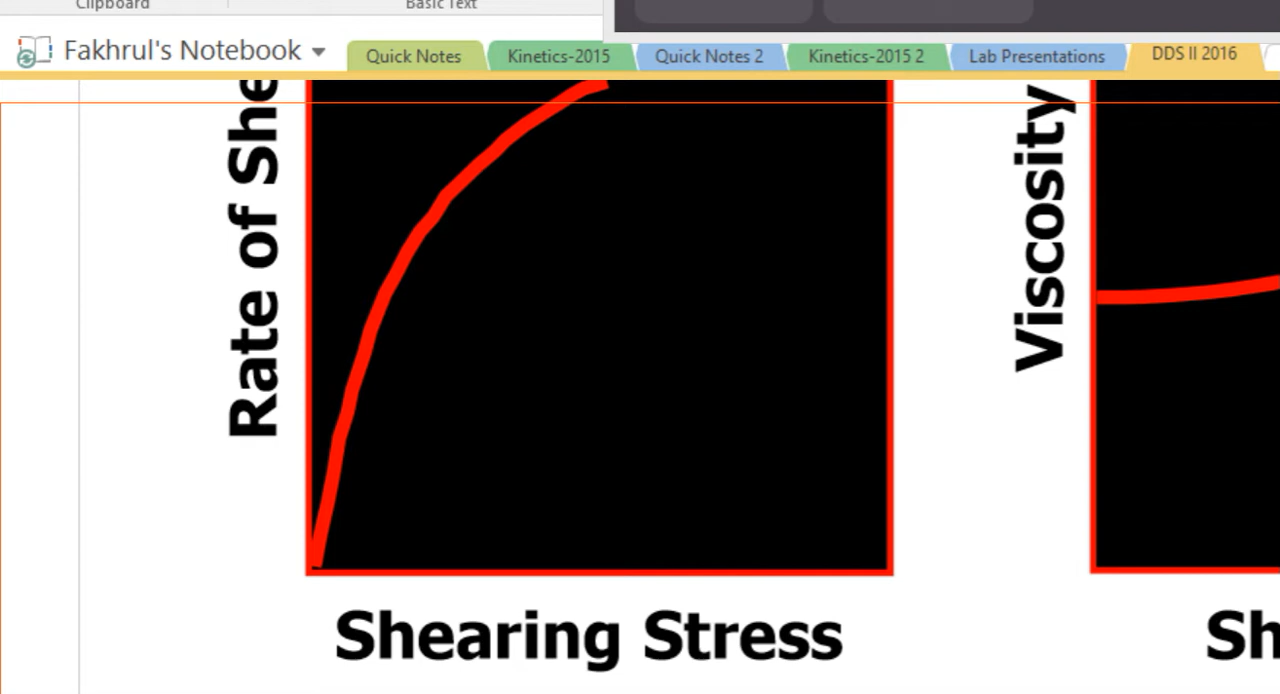 Clipboard
Basic Text
Fakhrul's Notebook
Quick Notes
Kinetics-2015
Quick Notes 2
Kinetics-2015 2
Lab Presentations
DDS II 2016
Rate of She
Viscosity
Shearing Stress
Sh